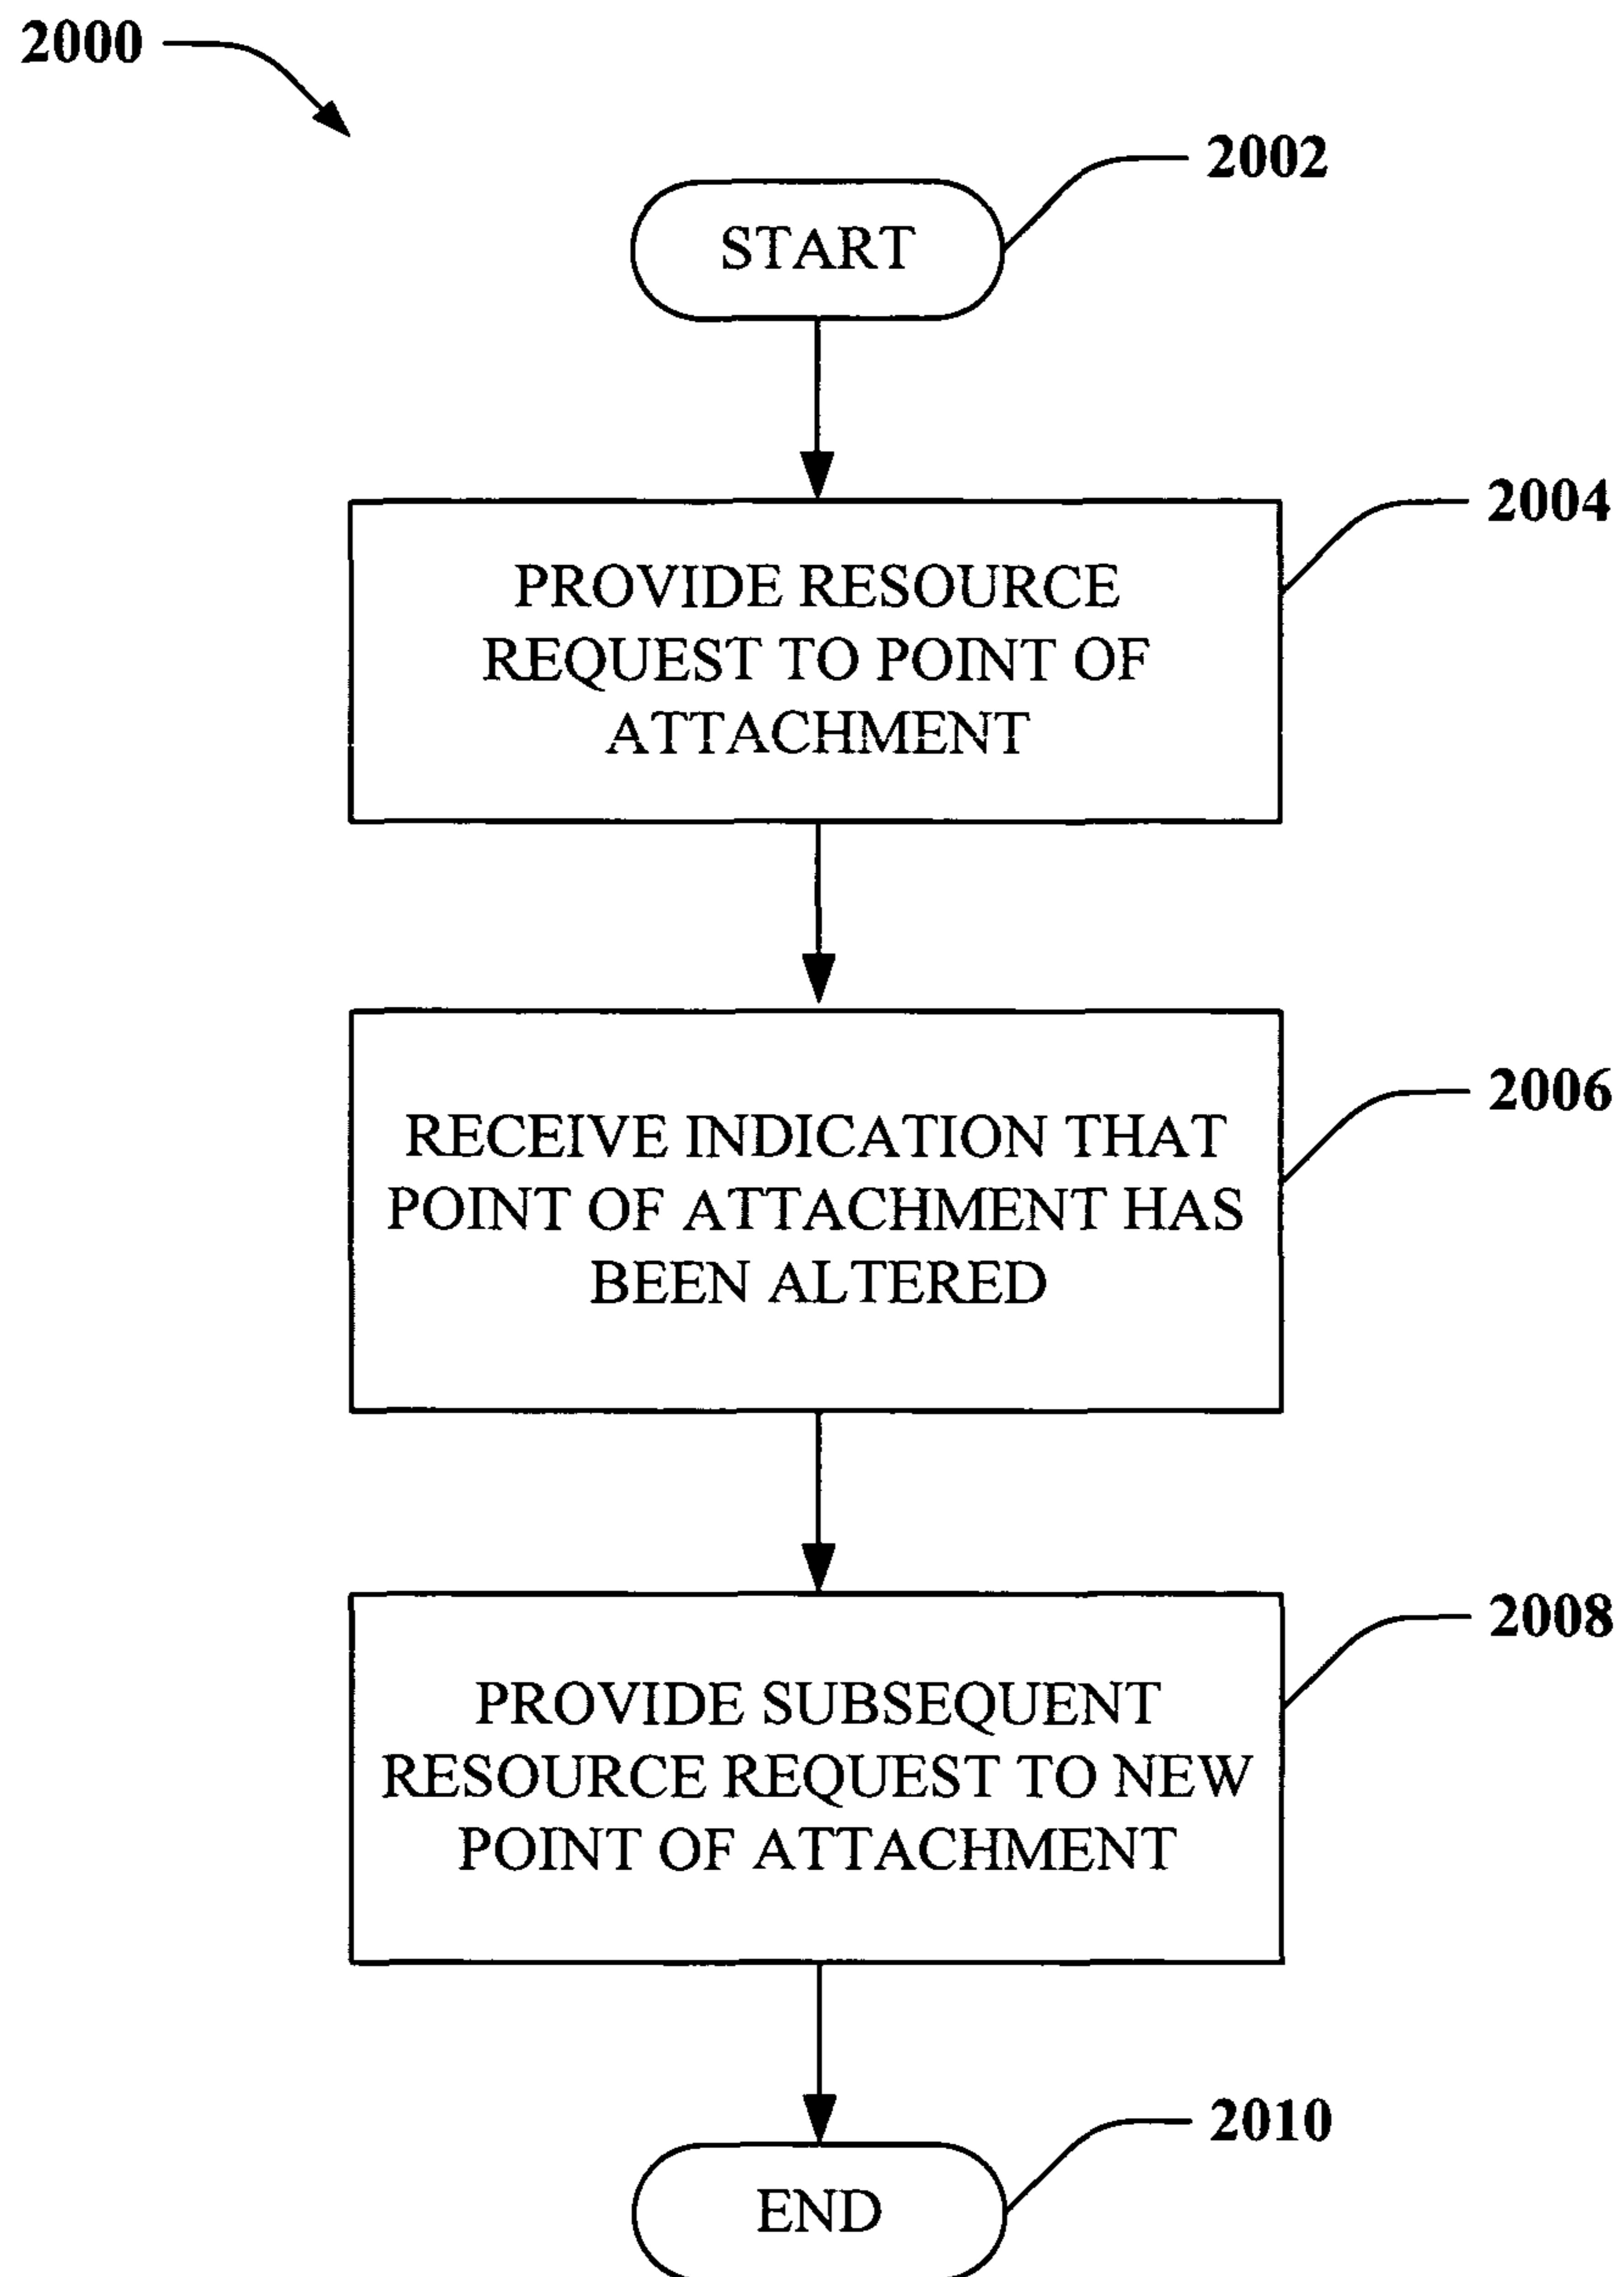 2000
2002
START
2004
PROVIDE RESOURCE
REQUEST TO POINT OF
ATTACHMENT
2006
RECEIVE INDICATION THAT
POINT OF ATTACHMENT HAS
BEEN ALTERED
2008
PROVIDE SUBSEQUENT
RESOURCE REQUEST TO NEW
POINT OF ATTACHMENT
2010
END